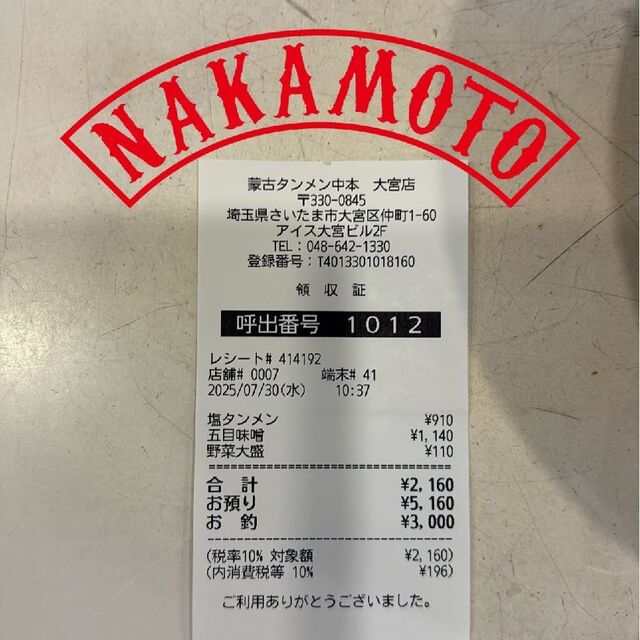 NAKAMOTO
蒙古タンメン中本　大宮店
〒330-0845
埼玉県さいたま市大宮区仲町1-60
アイス大宮ビル2F
TEL：048-642-1330
登録番号：T4013301018160
領 収 証
呼出番号　1012
レシート# 414192
店舗# 0007　端末# 41
2025/07/30(水)　10:37
塩タンメン　¥910
五目味噌　¥1,140
野菜大盛　¥110
合 計　¥2,160
お預り　¥5,160
お 釣　¥3,000
(税率10% 対象額　¥2,160)
(内消費税等 10%　¥196)
ご利用ありがとうございました。